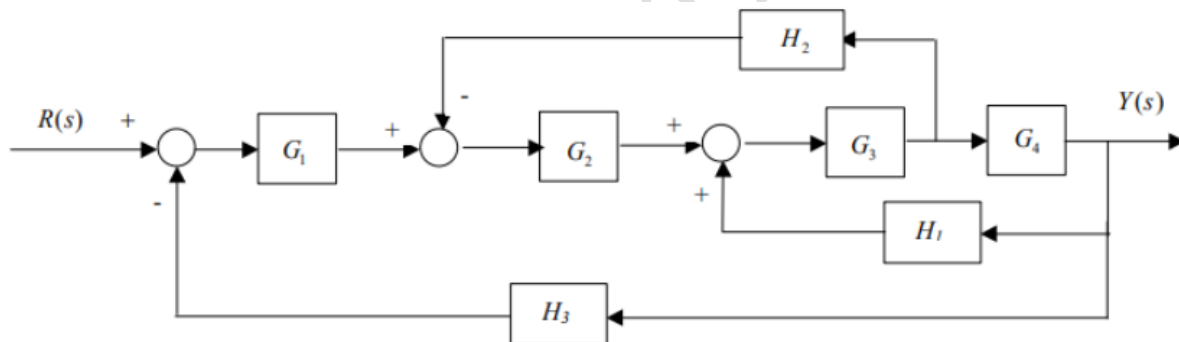 H₂
R(s) + - Y(s)
G₁ + G₂ + G₃ G₄
- + H₁
H₃